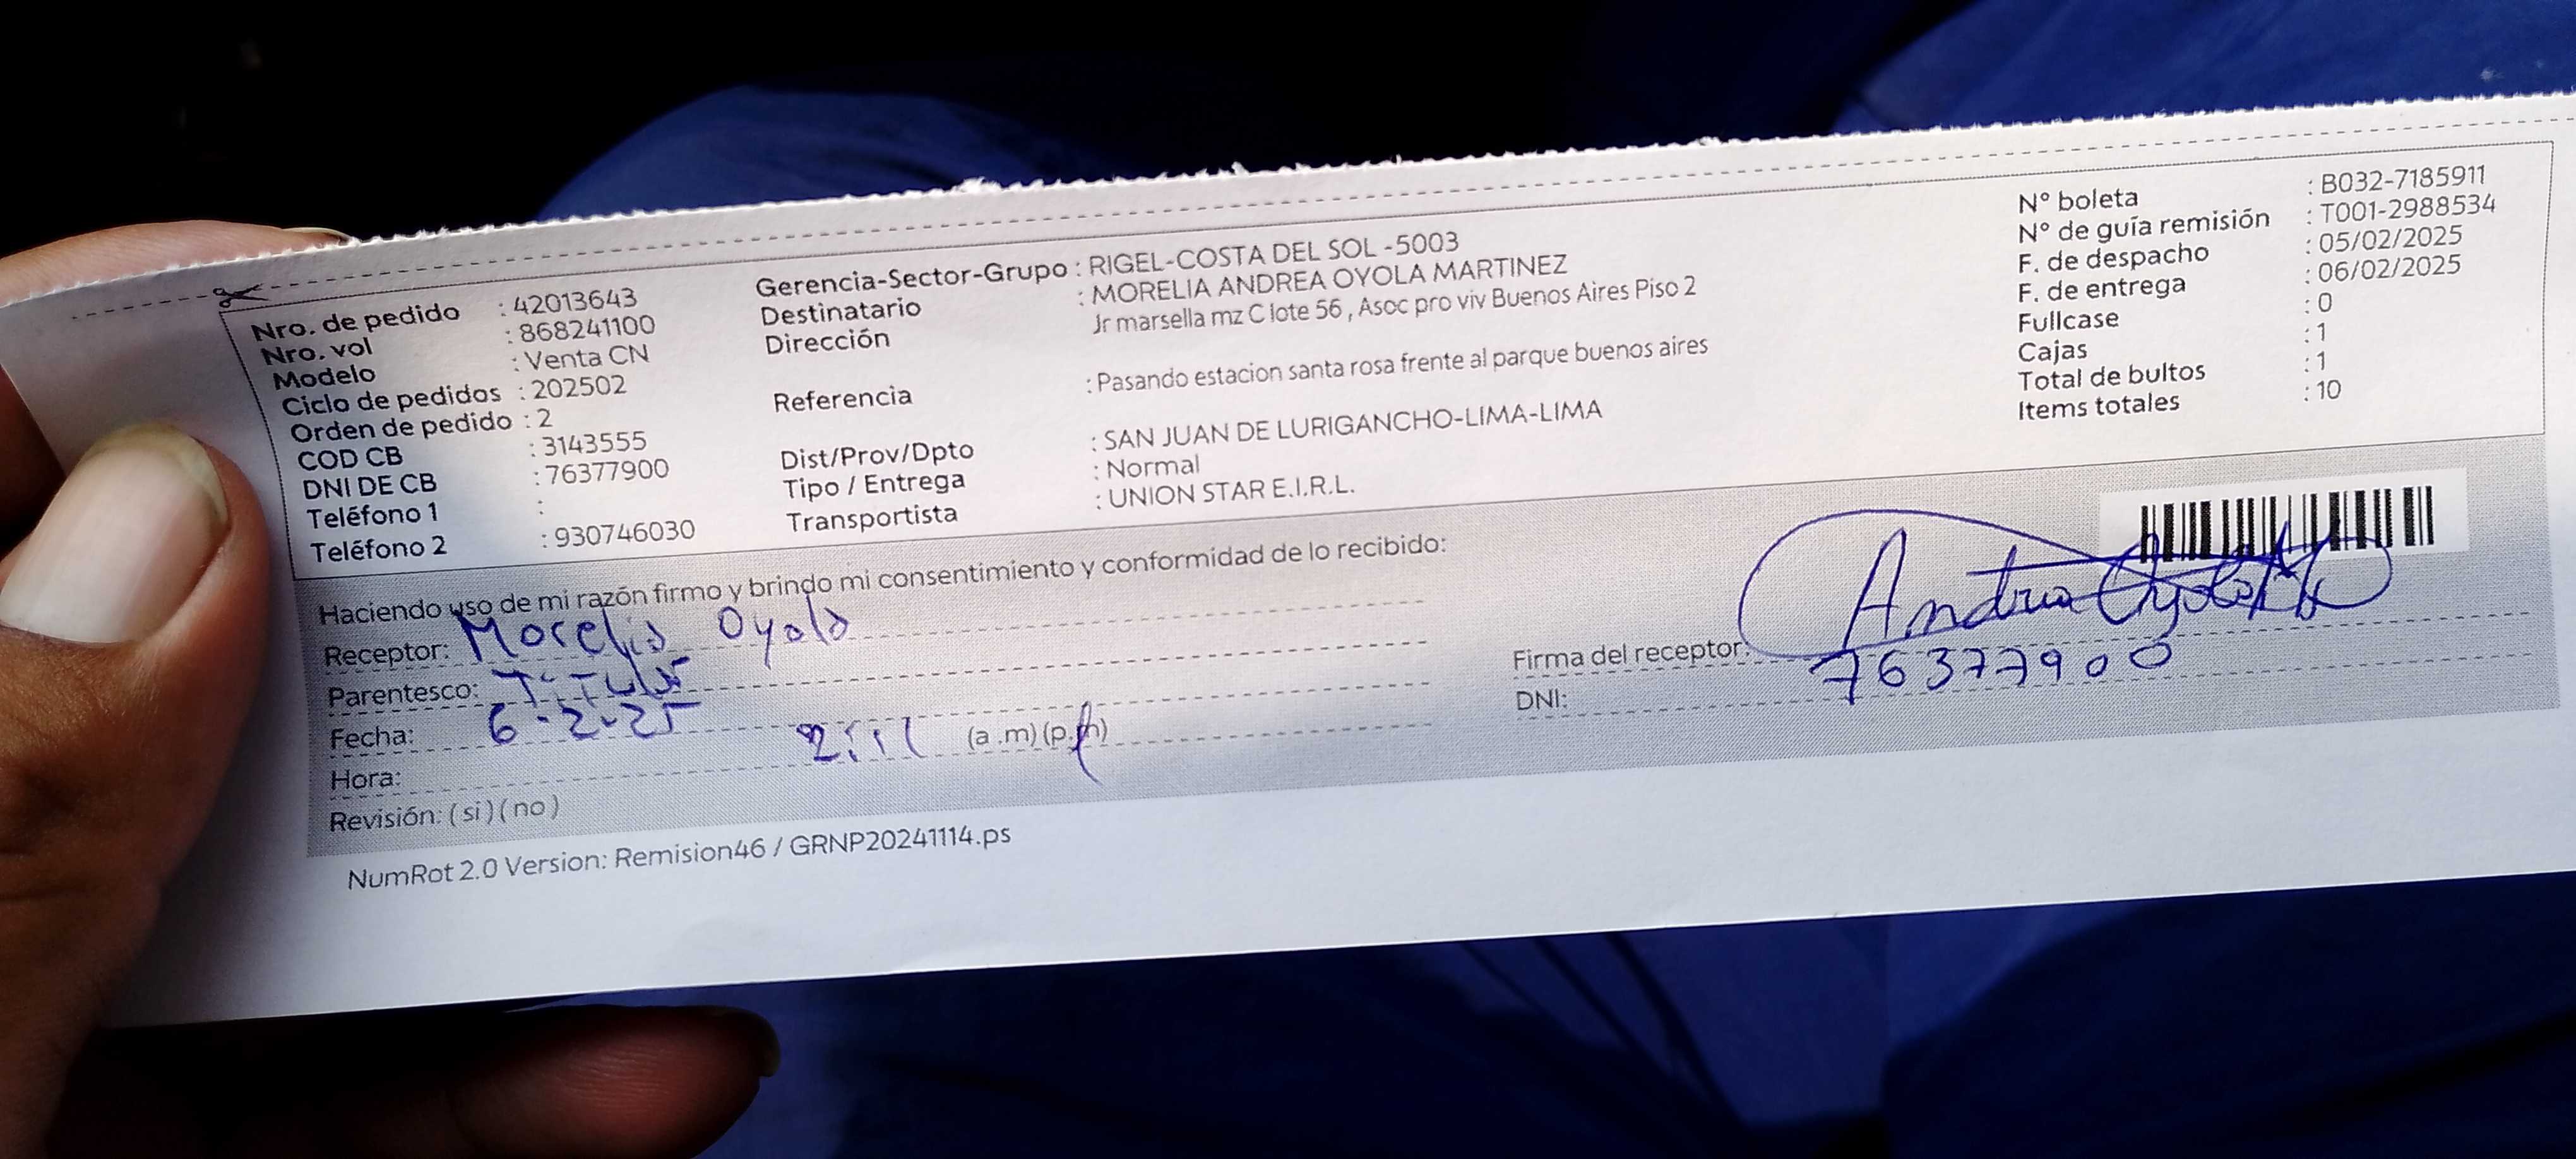 Nro. de pedido : 42013643
Nro. vol : 868241100
Modelo : Venta CN
Ciclo de pedidos : 202502
Orden de pedido : 2
COD CB : 3143555
DNI DE CB : 76377900
Teléfono 1 :
Teléfono 2 : 930746030
Gerencia-Sector-Grupo : RIGEL-COSTA DEL SOL -5003
Destinatario : MORELIA ANDREA OYOLA MARTINEZ
Dirección Jr marsella mz C lote 56 , Asoc pro viv Buenos Aires Piso 2
Referencia : Pasando estacion santa rosa frente al parque buenos aires
Dist/Prov/Dpto : SAN JUAN DE LURIGANCHO-LIMA-LIMA
Tipo / Entrega : Normal
Transportista : UNION STAR E.I.R.L.
N° boleta : B032-7185911
N° de guía remisión : T001-2988534
F. de despacho : 05/02/2025
F. de entrega : 06/02/2025
Fullcase : 0
Cajas : 1
Total de bultos : 1
Items totales : 10
Haciendo uso de mi razón firmo y brindo mi consentimiento y conformidad de lo recibido:
Receptor: Morelia Oyola
Parentesco:
Fecha: 6-2-25
Hora: (a .m) (p.m)
Revisión: ( si ) ( no )
Firma del receptor: Andrea Oyola
DNI: 76377900
NumRot 2.0 Version: Remision46 / GRNP20241114.ps